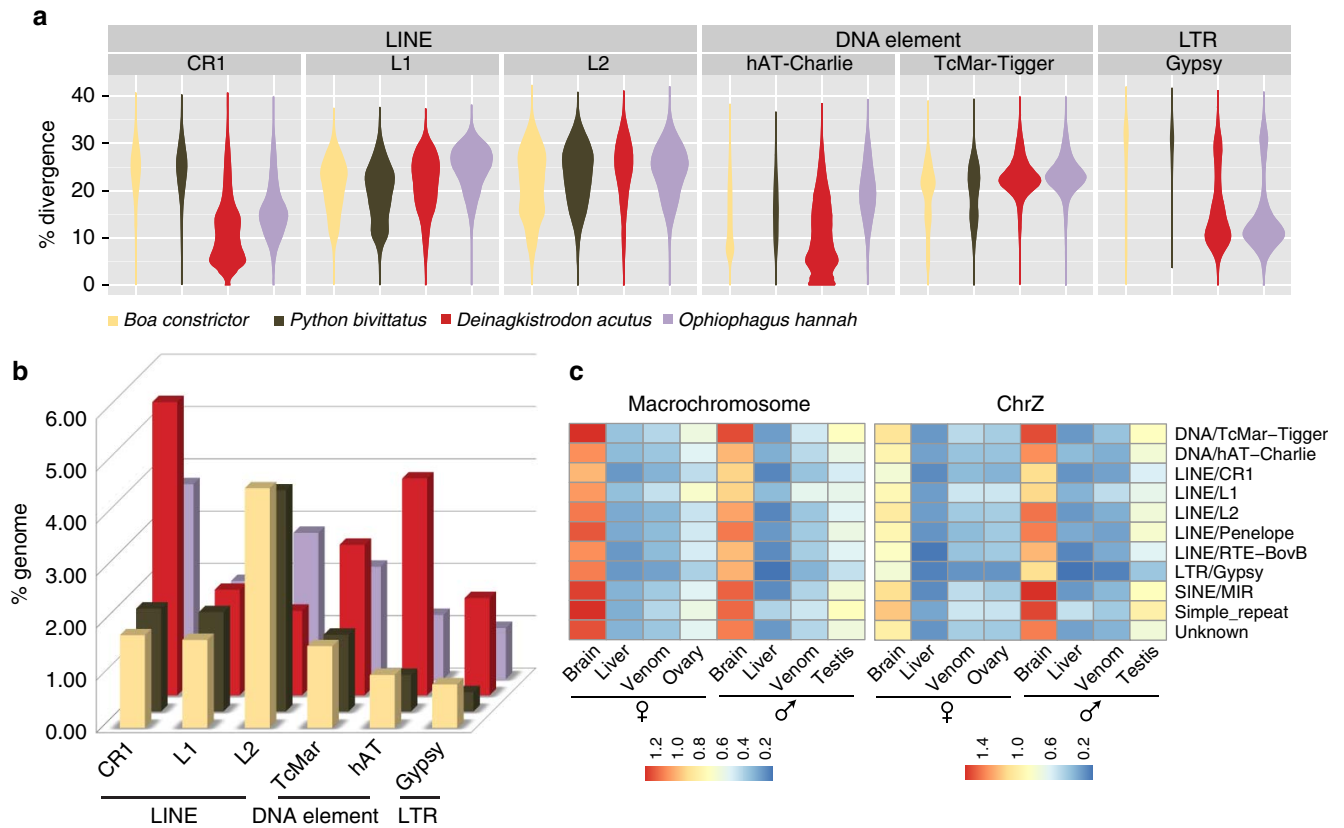 a
LINE DNA element LTR
CR1 L1 L2 hAT-Charlie TcMar-Tigger Gypsy
% divergence
40
30
20
10
0
Boa constrictor Python bivittatus Deinagkistrodon acutus Ophiophagus hannah
b
% genome
6.00
5.00
4.00
3.00
2.00
1.00
0.00
CR1 L1 L2 TcMar hAT Gypsy
LINE DNA element LTR
c
Macrochromosome ChrZ
DNA/TcMar−Tigger
DNA/hAT−Charlie
LINE/CR1
LINE/L1
LINE/L2
LINE/Penelope
LINE/RTE−BovB
LTR/Gypsy
SINE/MIR
Simple_repeat
Unknown
Brain Liver Venom Ovary Brain Liver Venom Testis Brain Liver Venom Ovary Brain Liver Venom Testis
♀ ♂ ♀ ♂
1.2 1.0 0.8 0.6 0.4 0.2
1.4 1.0 0.6 0.2